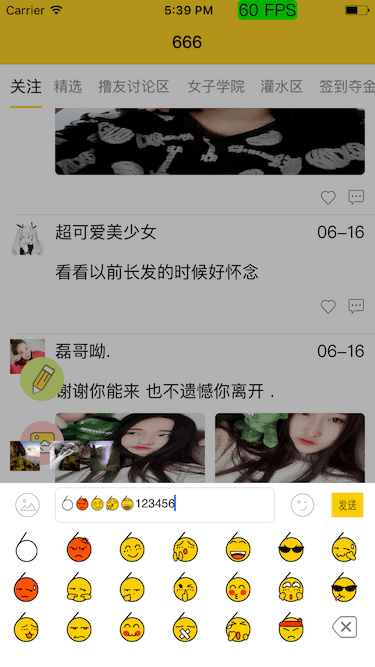 Carrier 5:39 PM 60 FPS
666
关注 精选 撸友讨论区 女子学院 灌水区 签到夺金
超可爱美少女 06-16
看看以前长发的时候好怀念
磊哥呦. 06-16
谢谢你能来 也不遗憾你离开 .
123456 发送